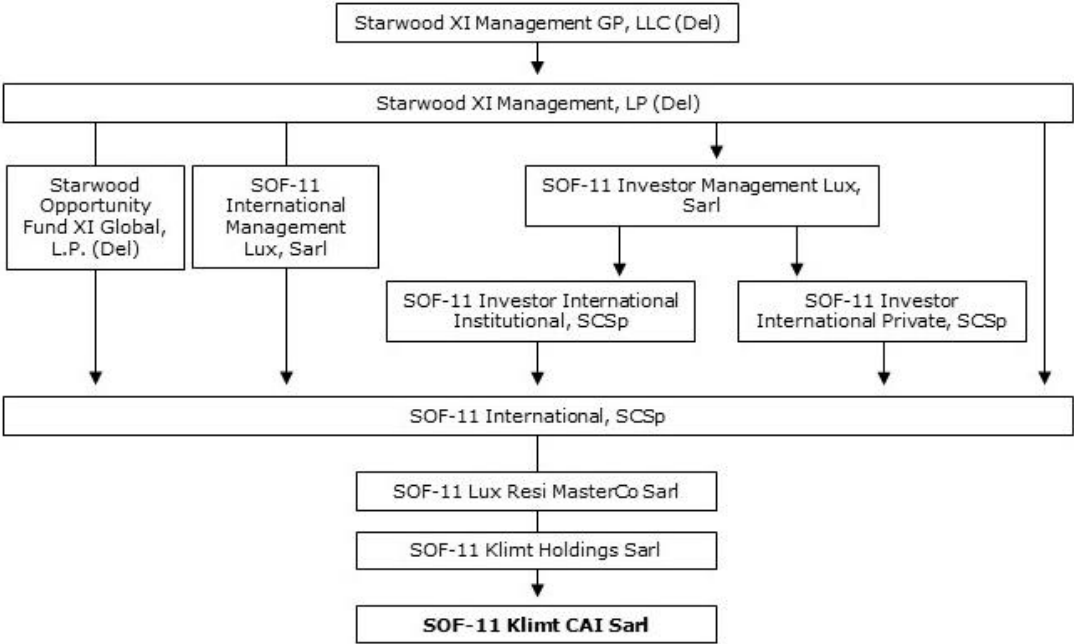 Starwood XI Management GP, LLC (Del)
Starwood XI Management, LP (Del)
Starwood
Opportunity
Fund XI Global,
L.P. (Del)
SOF-11
International
Management
Lux, Sarl
SOF-11 Investor Management Lux,
Sarl
SOF-11 Investor International
Institutional, SCSp
SOF-11 Investor
International Private, SCSp
SOF-11 International, SCSp
SOF-11 Lux Resi MasterCo Sarl
SOF-11 Klimt Holdings Sarl
SOF-11 Klimt CAI Sarl